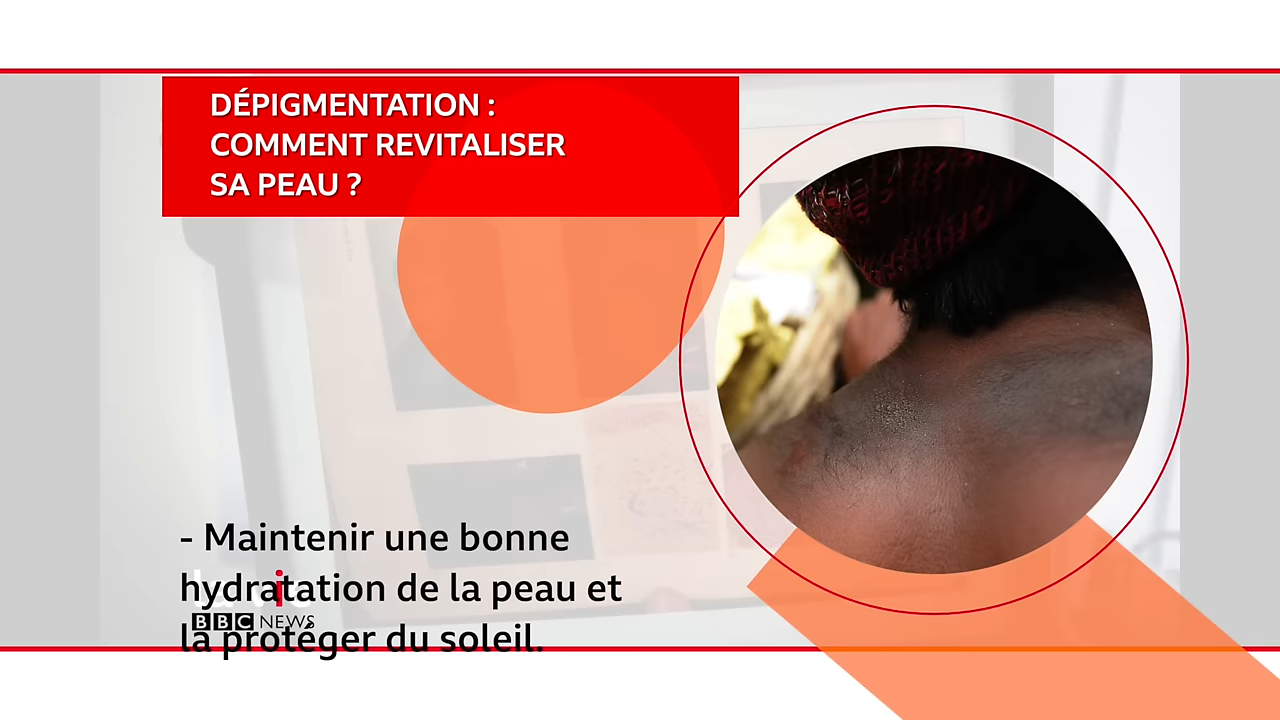 DÉPIGMENTATION :
COMMENT REVITALISER
SA PEAU ?
- Maintenir une bonne
hydratation de la peau et
la protéger du soleil.
BBC NEWS